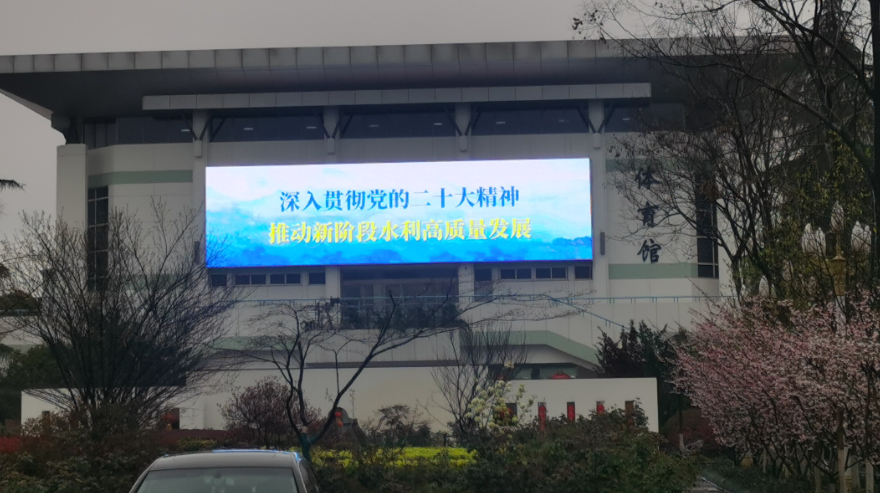 深入贯彻党的二十大精神
推动新阶段水利高质量发展
体育馆